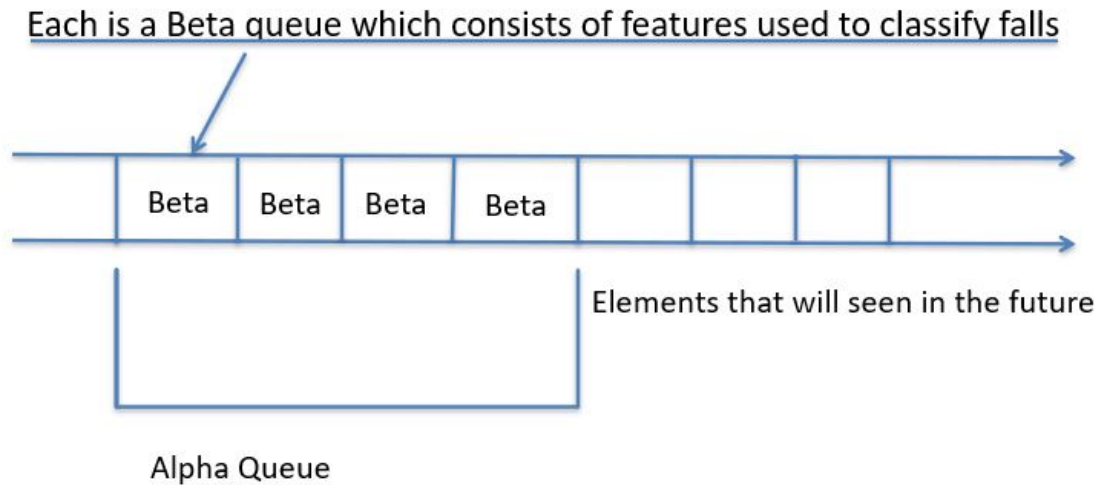 Each is a Beta queue which consists of features used to classify falls
Beta
Beta
Beta
Beta
Elements that will seen in the future
Alpha Queue